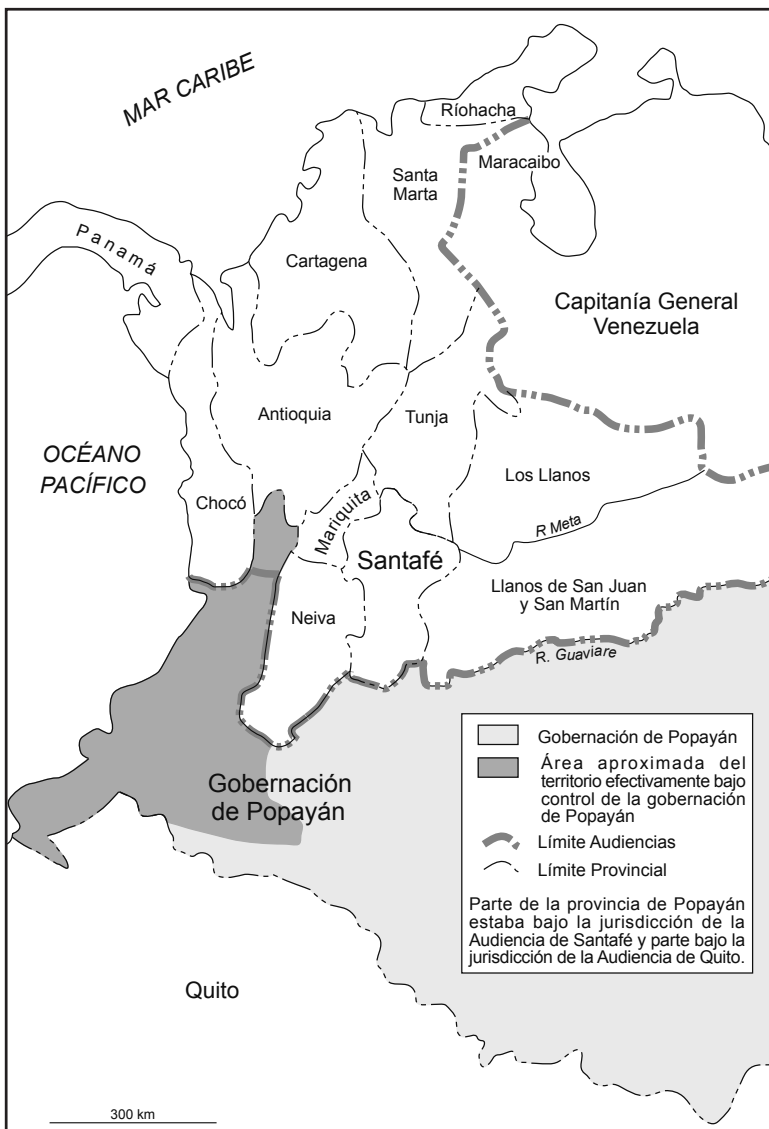 MAR CARIBE
Ríohacha
Maracaibo
Santa
Marta
Panamá
Cartagena
Capitanía General
Venezuela
Antioquia
Tunja
OCÉANO
PACÍFICO
Los Llanos
Chocó
Mariquita
R Meta
Santafé
Llanos de San Juan
y San Martín
Neiva
R. Guaviare
Gobernación
de Popayán
Gobernación de Popayán
Área aproximada del
territorio efectivamente bajo
control de la gobernación
de Popayán
Límite Audiencias
Límite Provincial
Parte de la provincia de Popayán
estaba bajo la jurisdicción de la
Audiencia de Santafé y parte bajo la
jurisdicción de la Audiencia de Quito.
Quito
300 km